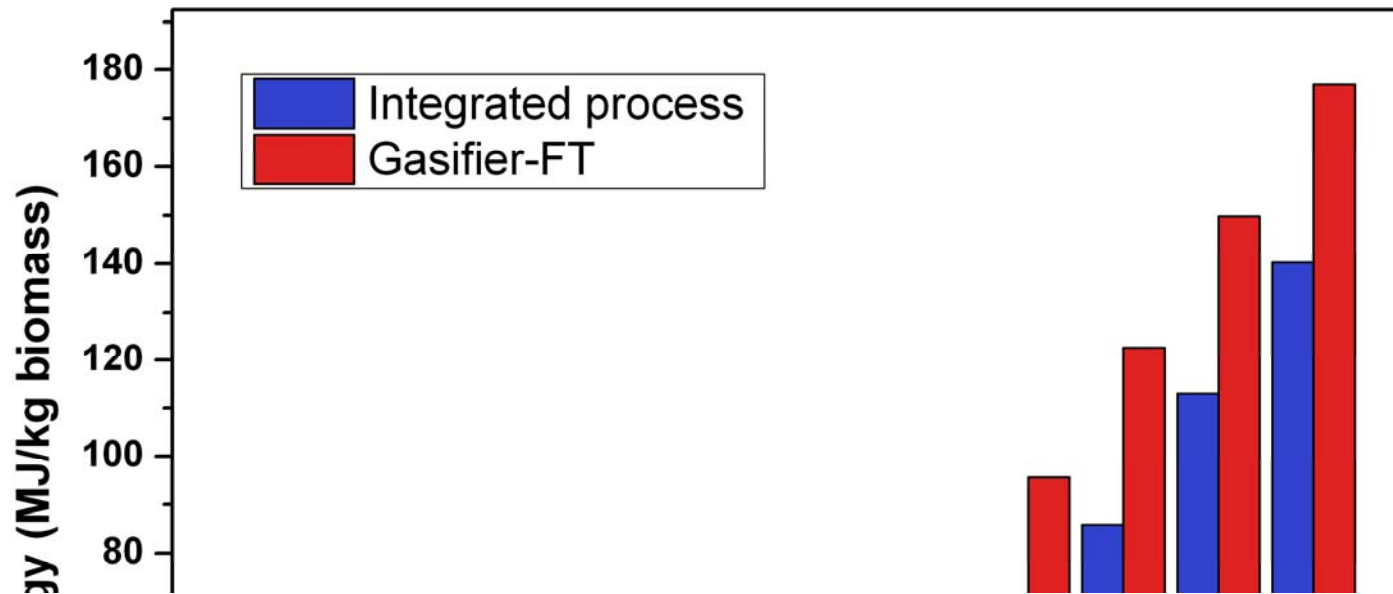 180
160
140
120
100
80
Integrated process
Gasifier-FT
(MJ/kg biomass)